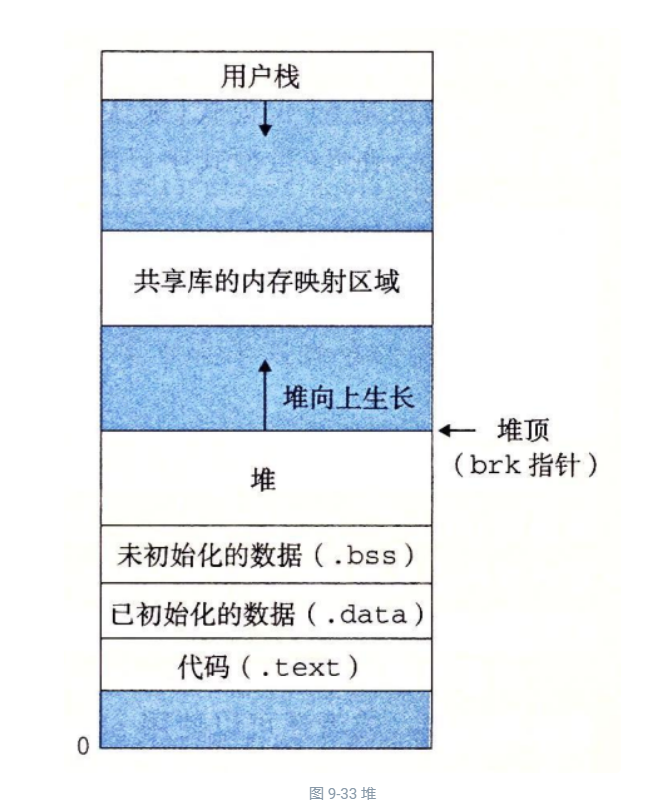 用户栈
共享库的内存映射区域
堆向上生长
堆顶
（brk 指针）
堆
未初始化的数据（.bss）
已初始化的数据（.data）
代码（.text）
0
图 9-33 堆